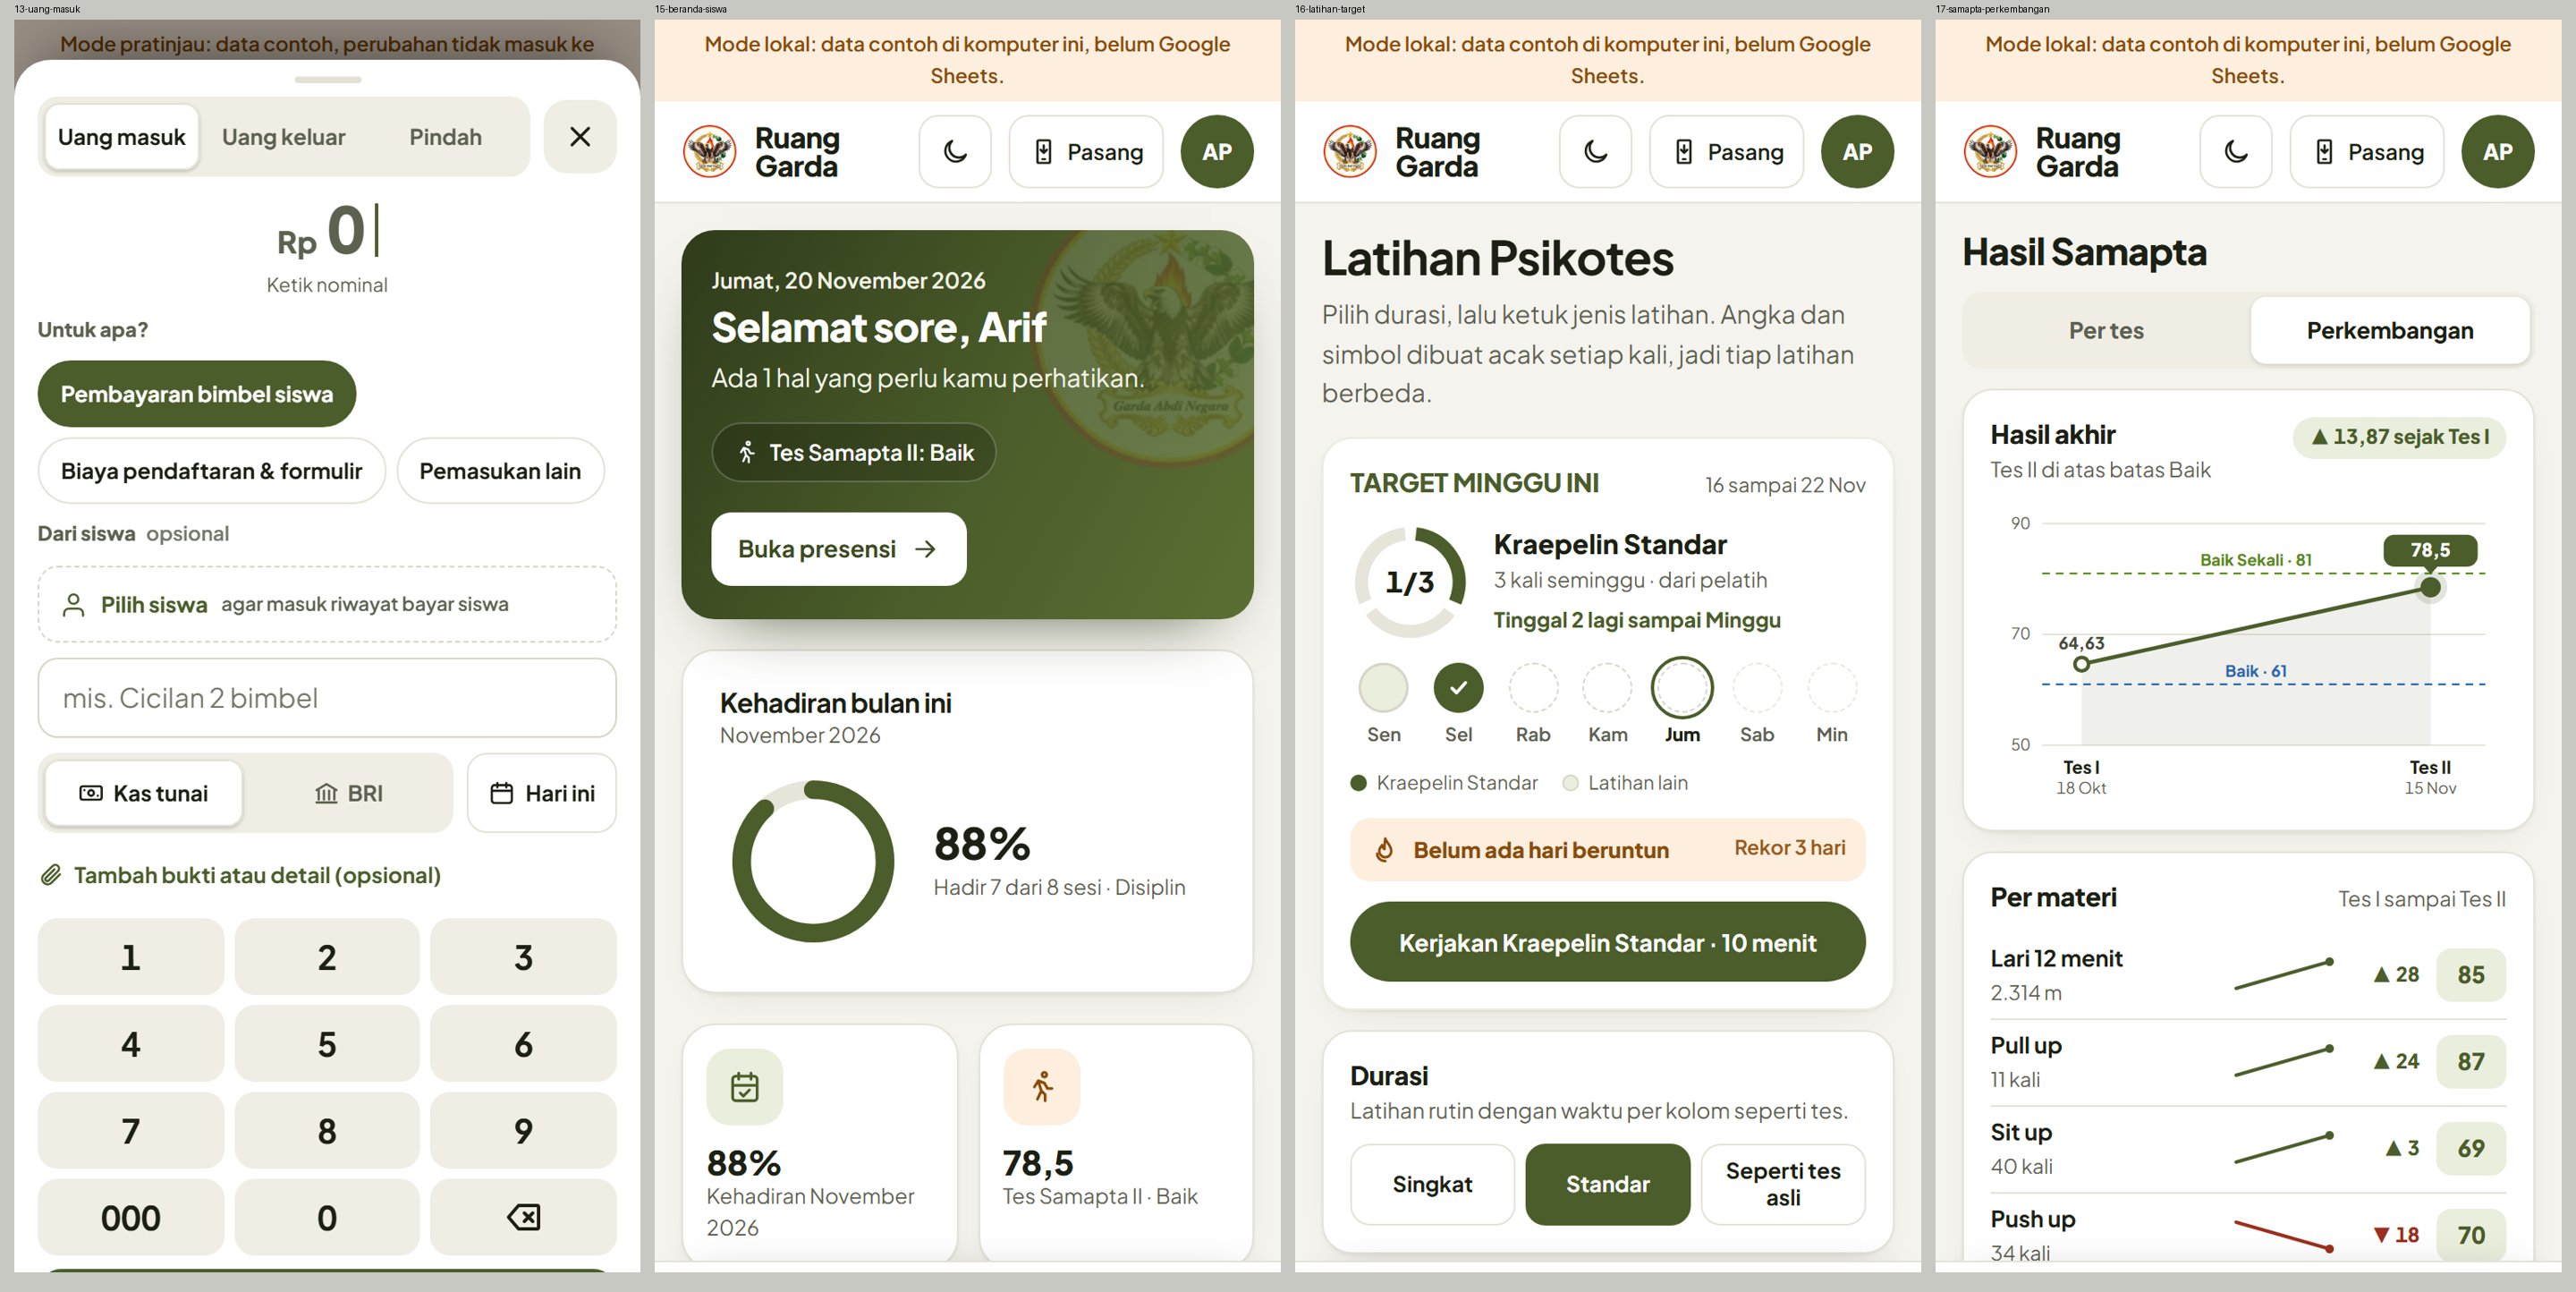 13-uang-masuk
Mode pratinjau: data contoh, perubahan tidak masuk ke
Uang masuk
Uang keluar
Pindah
Rp 0
Ketik nominal
Untuk apa?
Pembayaran bimbel siswa
Biaya pendaftaran & formulir
Pemasukan lain
Dari siswa opsional
Pilih siswa agar masuk riwayat bayar siswa
mis. Cicilan 2 bimbel
Kas tunai
BRI
Hari ini
Tambah bukti atau detail (opsional)
1 2 3
4 5 6
7 8 9
000 0
15-beranda-siswa
Mode lokal: data contoh di komputer ini, belum Google
Sheets.
Ruang
Garda
Pasang
AP
Jumat, 20 November 2026
Selamat sore, Arif
Ada 1 hal yang perlu kamu perhatikan.
Garda Abdi Negara
Tes Samapta II: Baik
Buka presensi
Kehadiran bulan ini
November 2026
88%
Hadir 7 dari 8 sesi · Disiplin
88%
Kehadiran November
2026
78,5
Tes Samapta II · Baik
16-latihan-target
Mode lokal: data contoh di komputer ini, belum Google
Sheets.
Ruang
Garda
Pasang
AP
Latihan Psikotes
Pilih durasi, lalu ketuk jenis latihan. Angka dan
simbol dibuat acak setiap kali, jadi tiap latihan
berbeda.
TARGET MINGGU INI
16 sampai 22 Nov
1/3
Kraepelin Standar
3 kali seminggu · dari pelatih
Tinggal 2 lagi sampai Minggu
Sen Sel Rab Kam Jum Sab Min
Kraepelin Standar
Latihan lain
Belum ada hari beruntun
Rekor 3 hari
Kerjakan Kraepelin Standar · 10 menit
Durasi
Latihan rutin dengan waktu per kolom seperti tes.
Singkat
Standar
Seperti tes
asli
17-samapta-perkembangan
Mode lokal: data contoh di komputer ini, belum Google
Sheets.
Ruang
Garda
Pasang
AP
Hasil Samapta
Per tes
Perkembangan
Hasil akhir
▲ 13,87 sejak Tes I
Tes II di atas batas Baik
90
78,5
Baik Sekali · 81
70
64,63
Baik · 61
50
Tes I
18 Okt
Tes II
15 Nov
Per materi
Tes I sampai Tes II
Lari 12 menit
2.314 m
▲ 28
85
Pull up
11 kali
▲ 24
87
Sit up
40 kali
▲ 3
69
Push up
34 kali
▼ 18
70